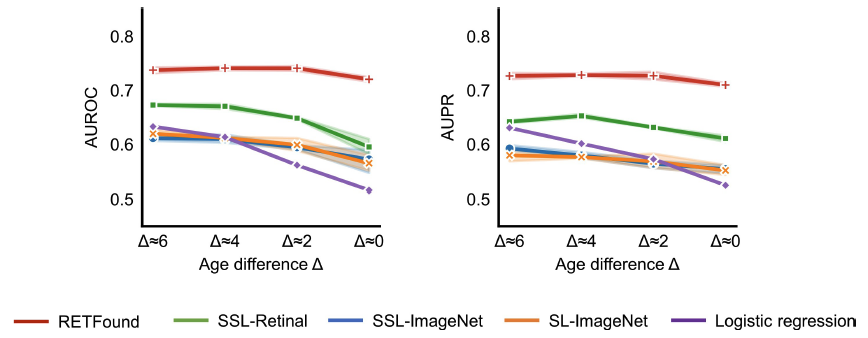 0.8
0.7
0.6
0.5
AUROC
Δ≈6 Δ≈4 Δ≈2 Δ≈0
Age difference Δ
0.8
0.7
0.6
0.5
AUPR
Δ≈6 Δ≈4 Δ≈2 Δ≈0
Age difference Δ
RETFound SSL-Retinal SSL-ImageNet SL-ImageNet Logistic regression